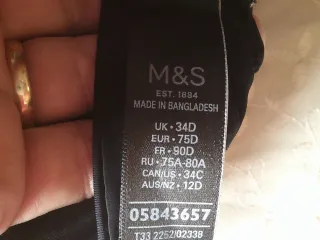 M&S
EST. 1884
MADE IN BANGLADESH
UK • 34D
EUR • 75D
FR • 90D
RU • 75A-80A
CAN/US • 34C
AUS/NZ • 12D
05843657
T33 2252/02338